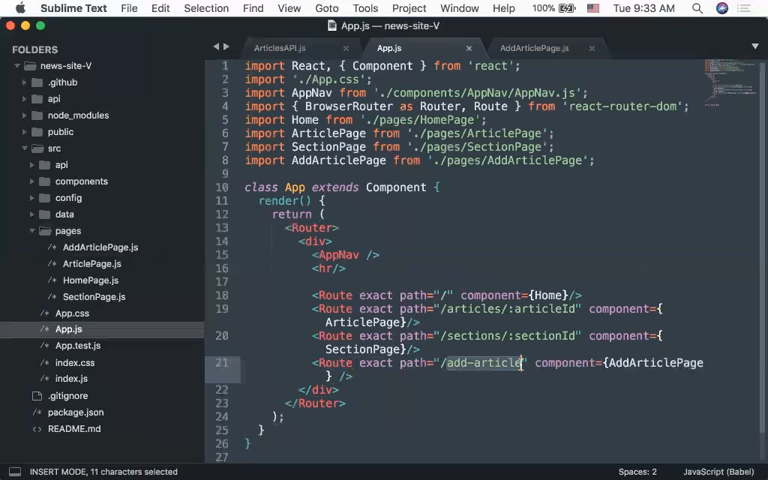 Sublime Text File Edit Selection Find View Goto Tools Project Window Help 100% Tue 9:33 AM
App.js — news-site-V
FOLDERS
news-site-V
.github
api
node_modules
public
src
api
components
config
data
pages
/* AddArticlePage.js
/* ArticlePage.js
/* HomePage.js
/* SectionPage.js
/* App.css
/* App.js
/* App.test.js
/* index.css
/* index.js
.gitignore
package.json
README.md
ArticlesAPI.js × App.js × AddArticlePage.js ×
1 import React, { Component } from 'react';
2 import './App.css';
3 import AppNav from './components/AppNav/AppNav.js';
4 import { BrowserRouter as Router, Route } from 'react-router-dom';
5 import Home from './pages/HomePage';
6 import ArticlePage from './pages/ArticlePage';
7 import SectionPage from './pages/SectionPage';
8 import AddArticlePage from './pages/AddArticlePage';
9
10 class App extends Component {
11 render() {
12 return (
13 <Router>
14 <div>
15 <AppNav />
16 <hr/>
18 <Route exact path="/" component={Home}/>
19 <Route exact path="/articles/:articleId" component={
ArticlePage}/>
20 <Route exact path="/sections/:sectionId" component={
SectionPage}/>
21 <Route exact path="/add-article" component={AddArticlePage
} />
22 </div>
23 </Router>
24 );
25 }
26 }
27
INSERT MODE, 11 characters selected Spaces: 2 JavaScript (Babel)